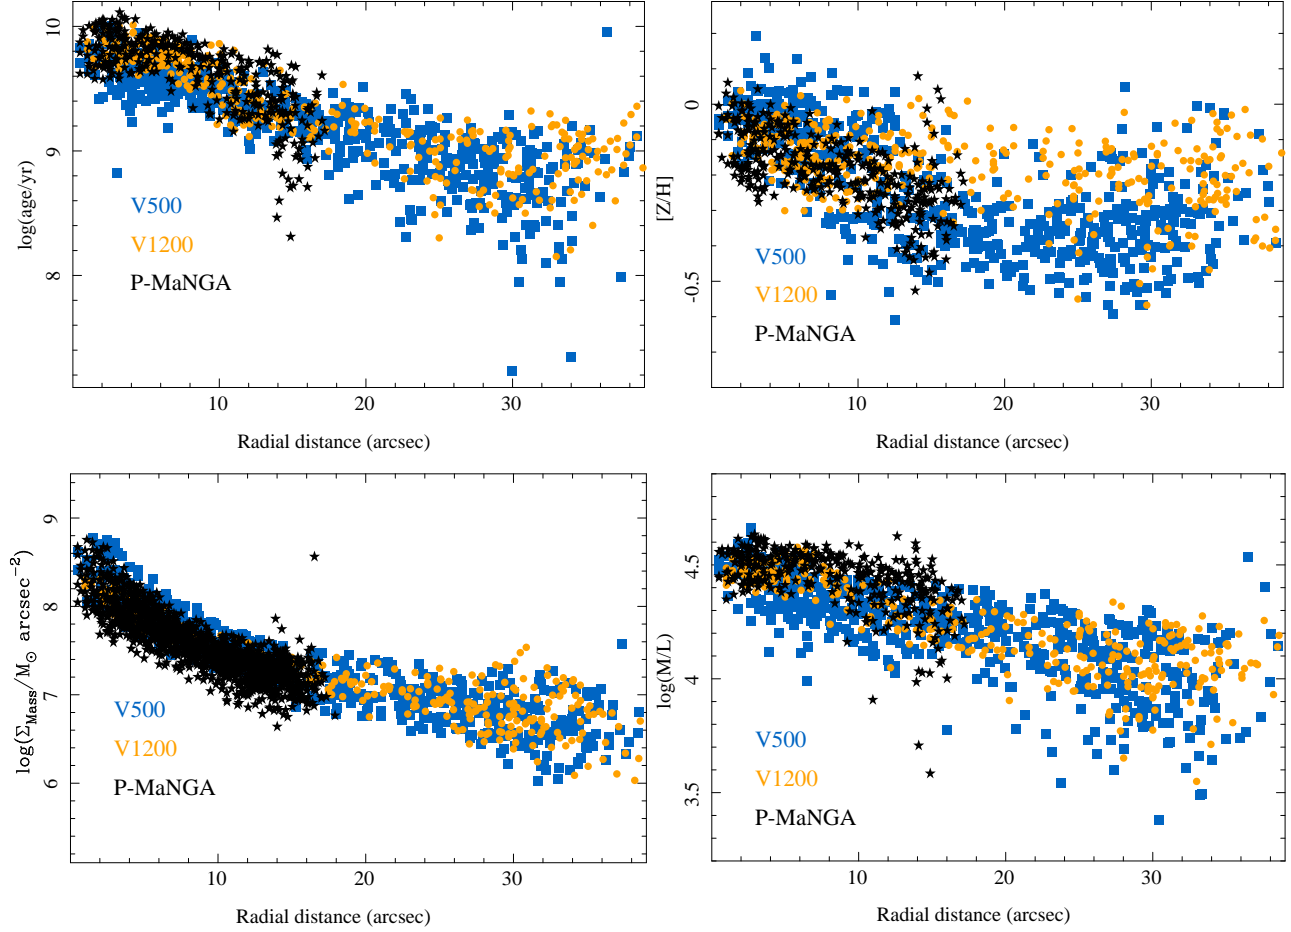 10
9
8
log(age/yr)
V500
V1200
P-MaNGA
10 20 30
Radial distance (arcsec)
0
-0.5
[Z/H]
V500
V1200
P-MaNGA
10 20 30
Radial distance (arcsec)
9
8
7
6
log(Σ_Mass/M_⊙ arcsec^−2)
V500
V1200
P-MaNGA
10 20 30
Radial distance (arcsec)
4.5
4
3.5
log(M/L)
V500
V1200
P-MaNGA
10 20 30
Radial distance (arcsec)